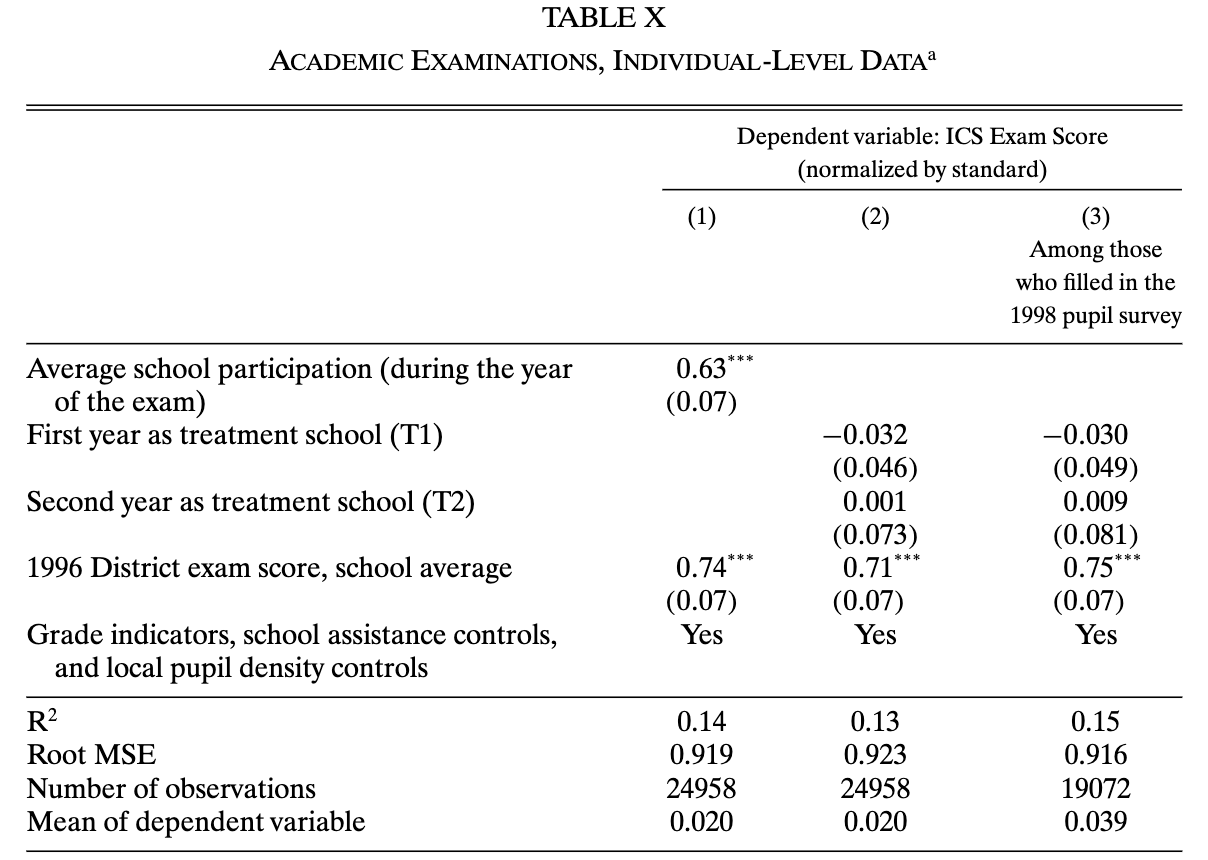 TABLE X
ACADEMIC EXAMINATIONS, INDIVIDUAL-LEVEL DATAa
Dependent variable: ICS Exam Score
(normalized by standard)
(1) (2) (3)
Among those
who filled in the
1998 pupil survey
Average school participation (during the year 0.63***
of the exam) (0.07)
First year as treatment school (T1) −0.032 −0.030
(0.046) (0.049)
Second year as treatment school (T2) 0.001 0.009
(0.073) (0.081)
1996 District exam score, school average 0.74*** 0.71*** 0.75***
(0.07) (0.07) (0.07)
Grade indicators, school assistance controls, Yes Yes Yes
and local pupil density controls
R2 0.14 0.13 0.15
Root MSE 0.919 0.923 0.916
Number of observations 24958 24958 19072
Mean of dependent variable 0.020 0.020 0.039